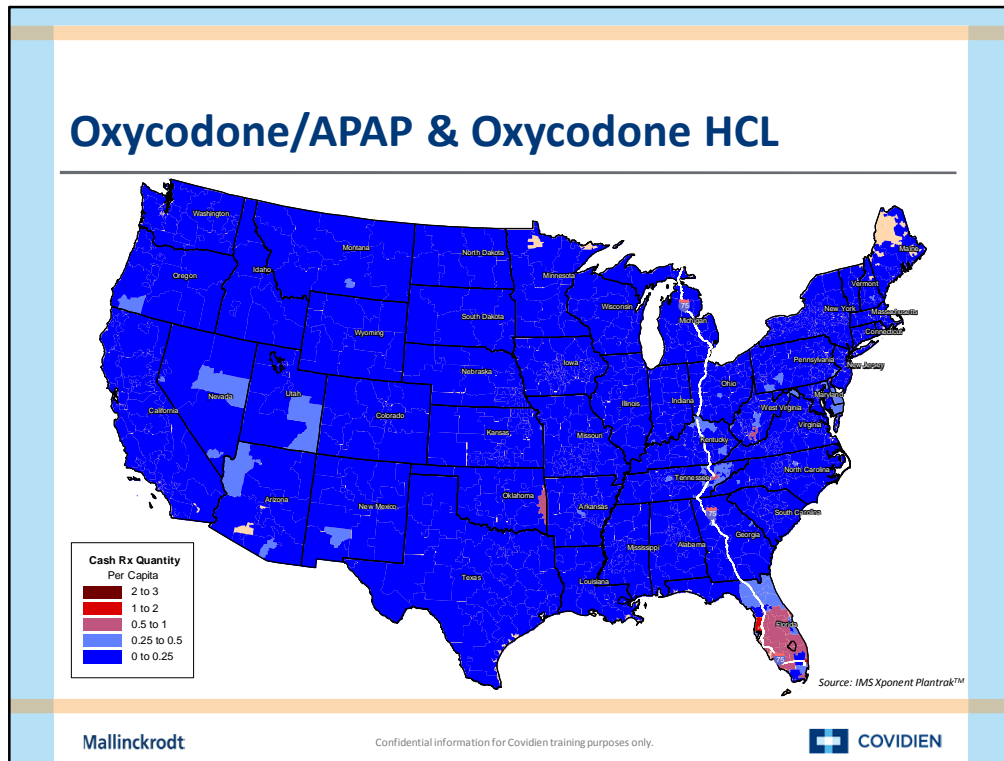 Oxycodone/APAP & Oxycodone HCL
Washington
Montana
North Dakota
Minnesota
Maine
Oregon
Idaho
Vermont
Wisconsin
New York
Massachusetts
South Dakota
75
Michigan
Connecticut
Wyoming
Pennsylvania
New Jersey
Iowa
Nebraska
Ohio
Nevada
Utah
Illinois
Indiana
Maryland
California
Colorado
West Virginia
Kansas
Missouri
Kentucky
Virginia
North Carolina
Tennessee
Oklahoma
Arizona
New Mexico
Arkansas
75
South Carolina
Mississippi
Alabama
Georgia
Texas
Louisiana
Florida
75
Cash Rx Quantity
Per Capita
2 to 3
1 to 2
0.5 to 1
0.25 to 0.5
0 to 0.25
Source: IMS Xponent Plantrak™
Mallinckrodt
Confidential information for Covidien training purposes only.
COVIDIEN